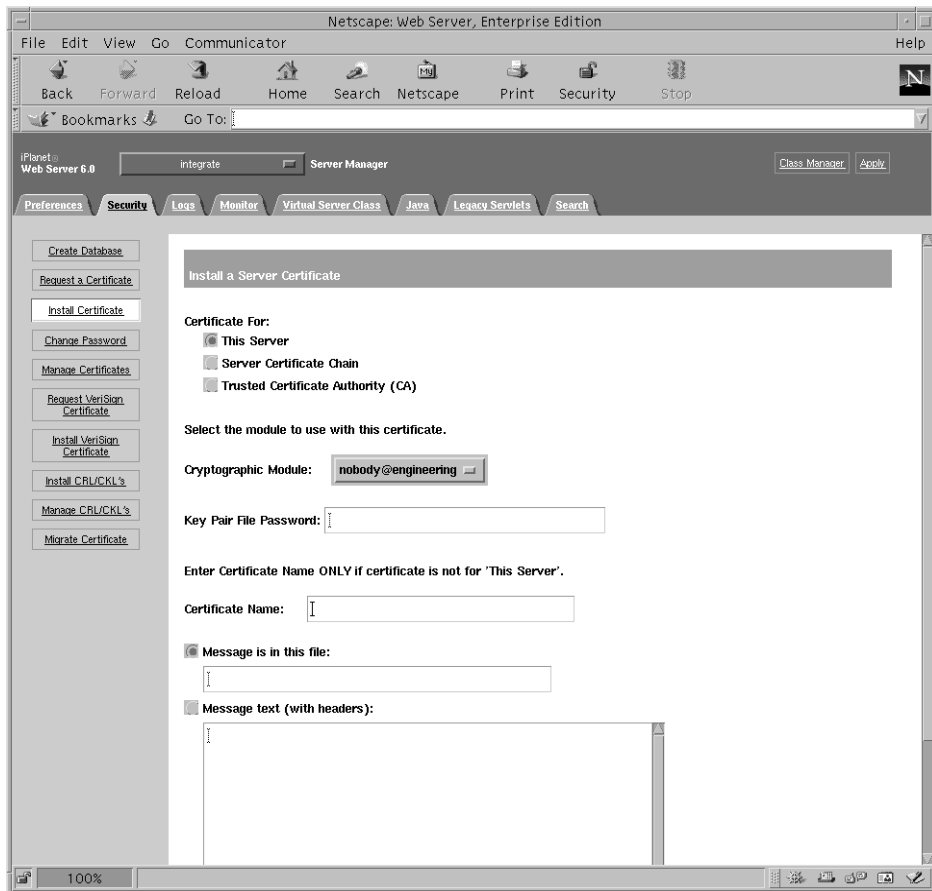 Netscape: Web Server, Enterprise Edition
File Edit View Go Communicator Help
Back Forward Reload Home Search Netscape Print Security Stop
My
N
Bookmarks Go To:
iPlanet
Web Server 6.0
integrate
Server Manager
Class Manager Apply
Preferences Security Logs Monitor Virtual Server Class Java Legacy Servlets Search
Create Database
Request a Certificate
Install Certificate
Change Password
Manage Certificates
Request VeriSign
Certificate
Install VeriSign
Certificate
Install CRL/CKL's
Manage CRL/CKL's
Migrate Certificate
Install a Server Certificate
Certificate For:
This Server
Server Certificate Chain
Trusted Certificate Authority (CA)
Select the module to use with this certificate.
Cryptographic Module: nobody@engineering
Key Pair File Password:
Enter Certificate Name ONLY if certificate is not for 'This Server'.
Certificate Name:
Message is in this file:
Message text (with headers):
100%